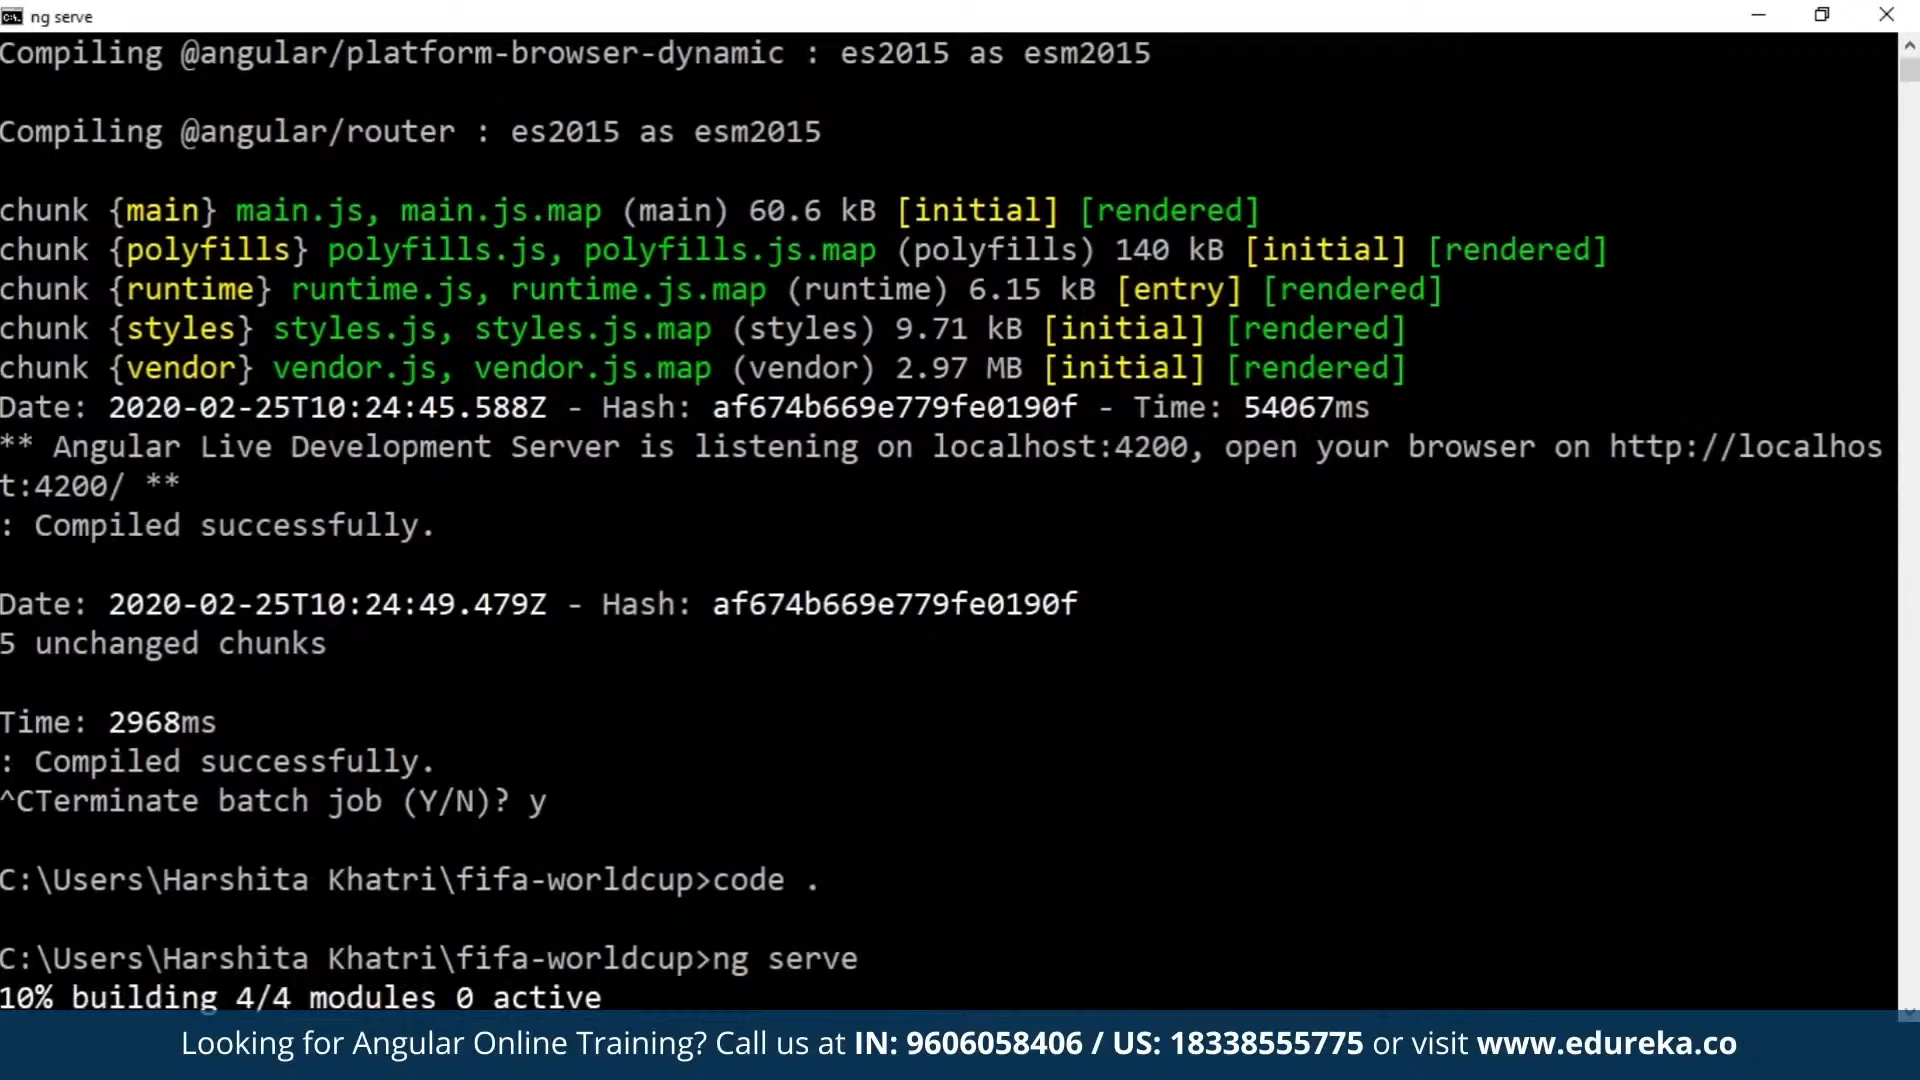 ng serve
Compiling @angular/platform-browser-dynamic : es2015 as esm2015
Compiling @angular/router : es2015 as esm2015
chunk {main} main.js, main.js.map (main) 60.6 kB [initial] [rendered]
chunk {polyfills} polyfills.js, polyfills.js.map (polyfills) 140 kB [initial] [rendered]
chunk {runtime} runtime.js, runtime.js.map (runtime) 6.15 kB [entry] [rendered]
chunk {styles} styles.js, styles.js.map (styles) 9.71 kB [initial] [rendered]
chunk {vendor} vendor.js, vendor.js.map (vendor) 2.97 MB [initial] [rendered]
Date: 2020-02-25T10:24:45.588Z - Hash: af674b669e779fe0190f - Time: 54067ms
** Angular Live Development Server is listening on localhost:4200, open your browser on http://localhos
t:4200/ **
: Compiled successfully.
Date: 2020-02-25T10:24:49.479Z - Hash: af674b669e779fe0190f
5 unchanged chunks
Time: 2968ms
: Compiled successfully.
^CTerminate batch job (Y/N)? y
C:\Users\Harshita Khatri\fifa-worldcup>code .
C:\Users\Harshita Khatri\fifa-worldcup>ng serve
10% building 4/4 modules 0 active
Looking for Angular Online Training? Call us at IN: 9606058406 / US: 18338555775 or visit www.edureka.co